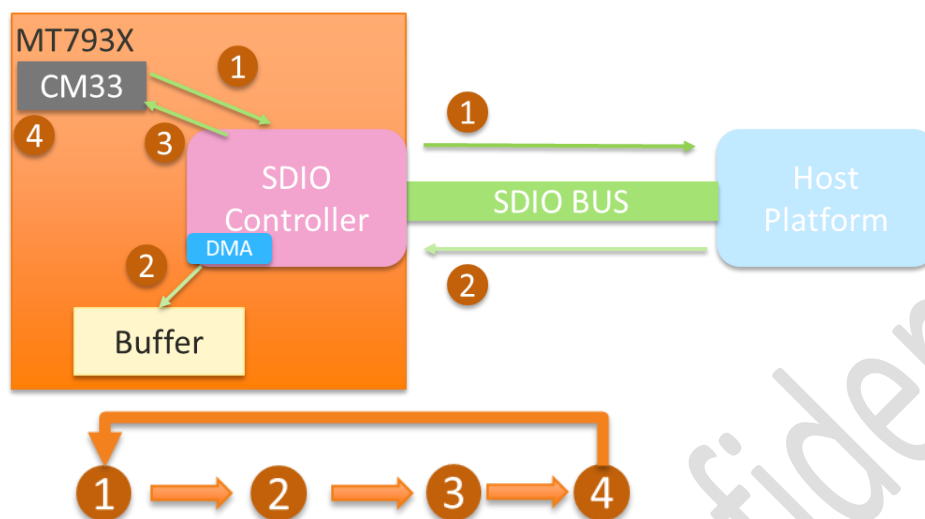 MT793X
CM33
1
1
4
3
SDIO
Controller
SDIO BUS
Host
Platform
DMA
2
2
Buffer
1
2
3
4